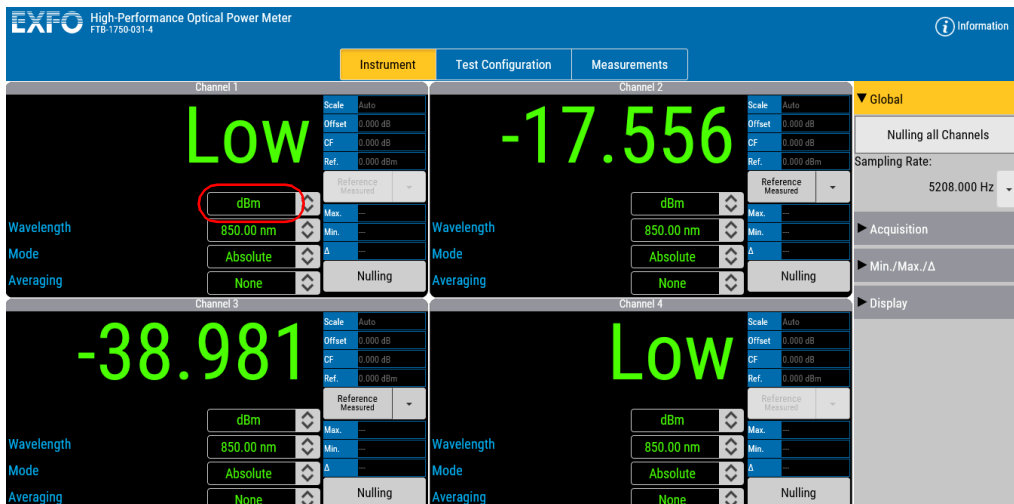 EXFO High-Performance Optical Power Meter
FTB-1750-031-4
Information
Instrument Test Configuration Measurements
Channel 1
Low
Scale Auto
Offset 0.000 dB
CF 0.000 dB
Ref. 0.000 dBm
Reference Measured
dBm
Max. ---
Wavelength 850.00 nm Min. ---
Mode Absolute Δ ---
Averaging None Nulling
Channel 2
-17.556
Scale Auto
Offset 0.000 dB
CF 0.000 dB
Ref. 0.000 dBm
Reference Measured
dBm
Max. ---
Wavelength 850.00 nm Min. ---
Mode Absolute Δ ---
Averaging None Nulling
Channel 3
-38.981
Scale Auto
Offset 0.000 dB
CF 0.000 dB
Ref. 0.000 dBm
Reference Measured
dBm
Max. ---
Wavelength 850.00 nm Min. ---
Mode Absolute Δ ---
Averaging None Nulling
Channel 4
Low
Scale Auto
Offset 0.000 dB
CF 0.000 dB
Ref. 0.000 dBm
Reference Measured
dBm
Max. ---
Wavelength 850.00 nm Min. ---
Mode Absolute Δ ---
Averaging None Nulling
Global
Nulling all Channels
Sampling Rate:
5208.000 Hz
Acquisition
Min./Max./Δ
Display